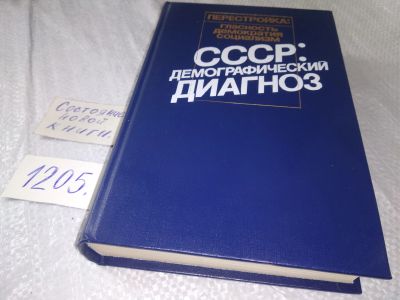 ПЕРЕСТРОЙКА:
гласность
демократия
социализм
СССР:
ДЕМОГРАФИЧЕСКИЙ
ДИАГНОЗ
Состояние
новой
книги.
1205.